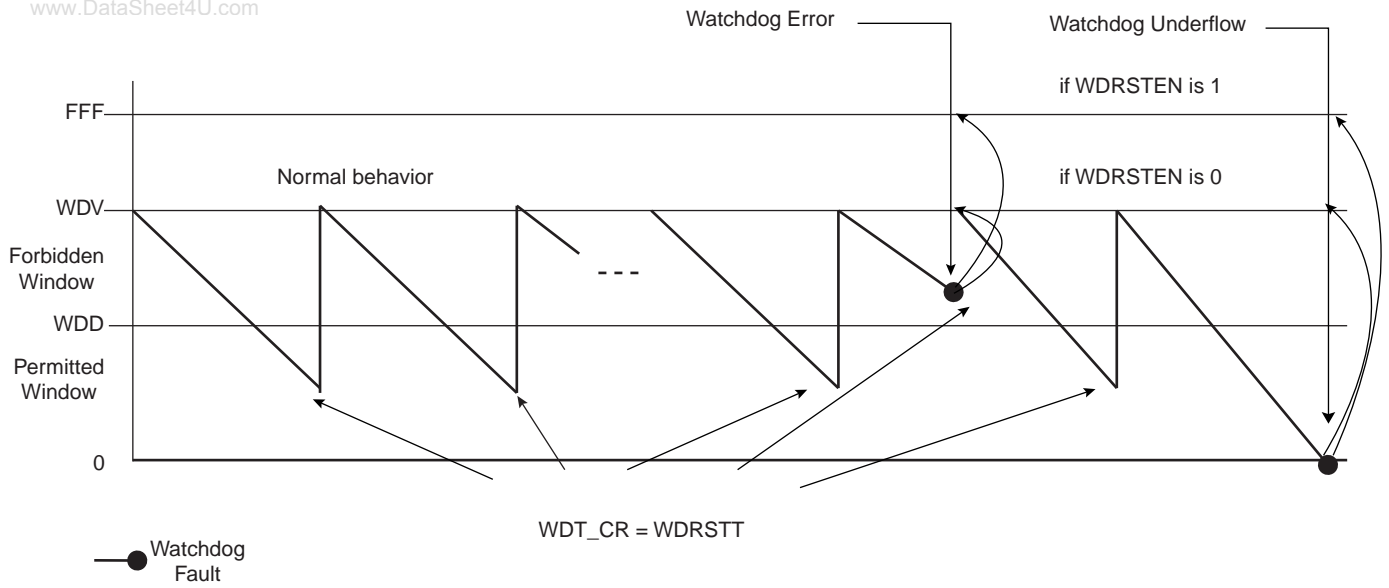 www.DataSheet4U.com
Watchdog Error
Watchdog Underflow
if WDRSTEN is 1
FFF
Normal behavior
if WDRSTEN is 0
WDV
Forbidden
Window
WDD
Permitted
Window
0
WDT_CR = WDRSTT
Watchdog
Fault